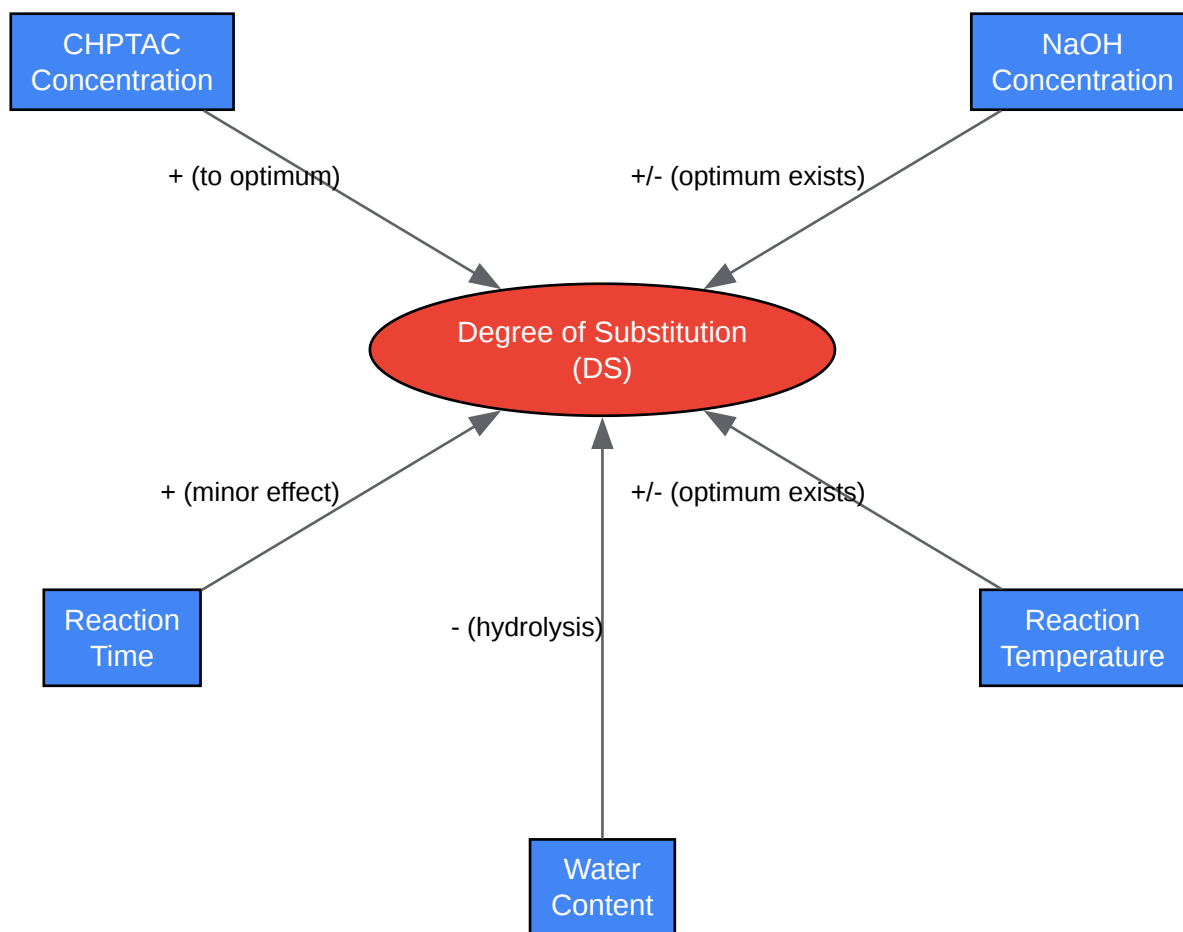 CHPTAC
Concentration
NaOH
Concentration
+ (to optimum)
+/- (optimum exists)
Degree of Substitution
(DS)
+ (minor effect)
+/- (optimum exists)
Reaction
Time
- (hydrolysis)
Reaction
Temperature
Water
Content